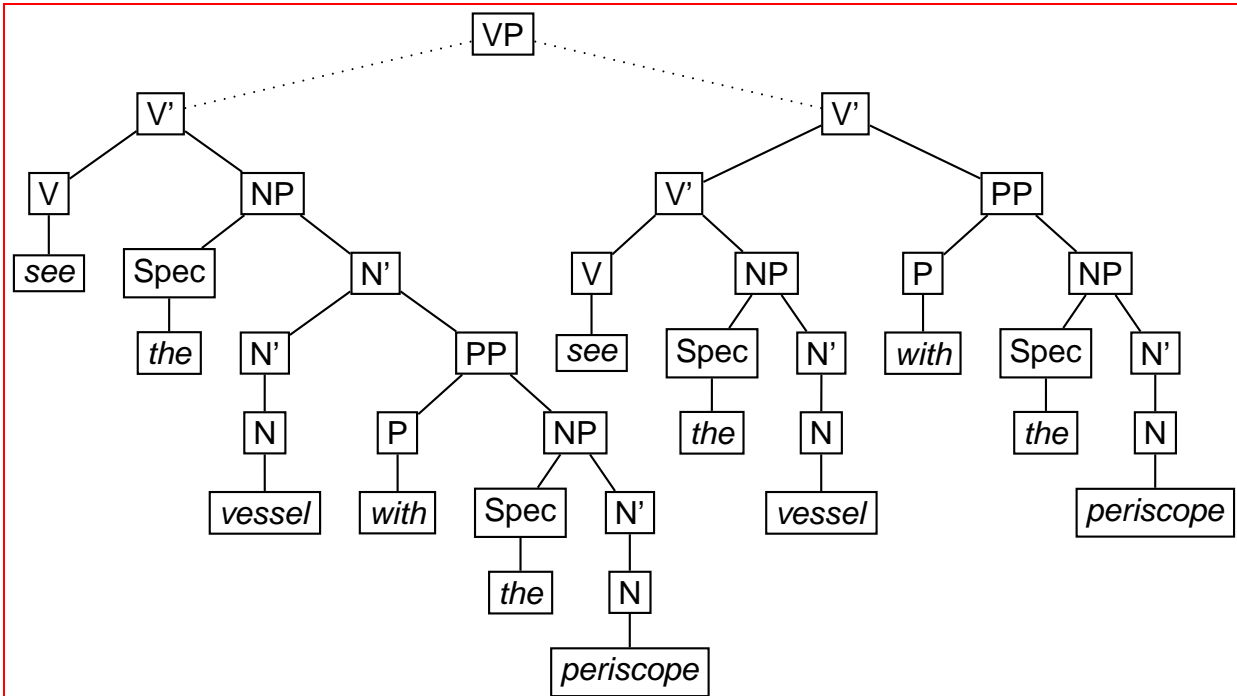 VP
V’ V’
V NP V’ PP
see Spec N’ V NP P NP
the N’ PP see Spec N’ with Spec N’
N P NP the N the N
vessel with Spec N’ vessel periscope
the N
periscope